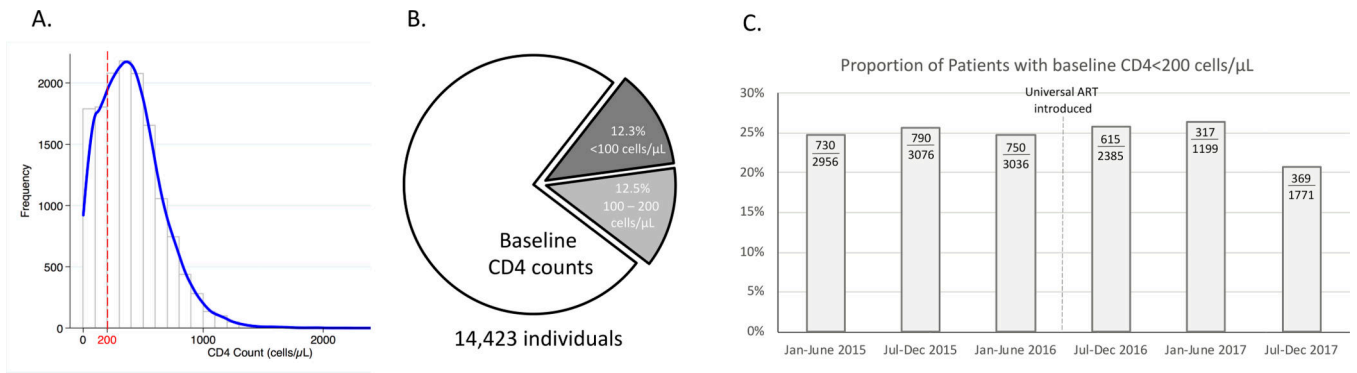 A.
Frequency
2000
1500
1000
500
0
0
200
1000
2000
CD4 Count (cells/µL)
B.
12.3%
<100 cells/µL
12.5%
100 – 200
cells/µL
Baseline
CD4 counts
14,423 individuals
C.
Proportion of Patients with baseline CD4<200 cells/µL
Universal ART
introduced
30%
25%
20%
15%
10%
5%
0%
730
2956
790
3076
750
3036
615
2385
317
1199
369
1771
Jan-June 2015
Jul-Dec 2015
Jan-June 2016
Jul-Dec 2016
Jan-June 2017
Jul-Dec 2017